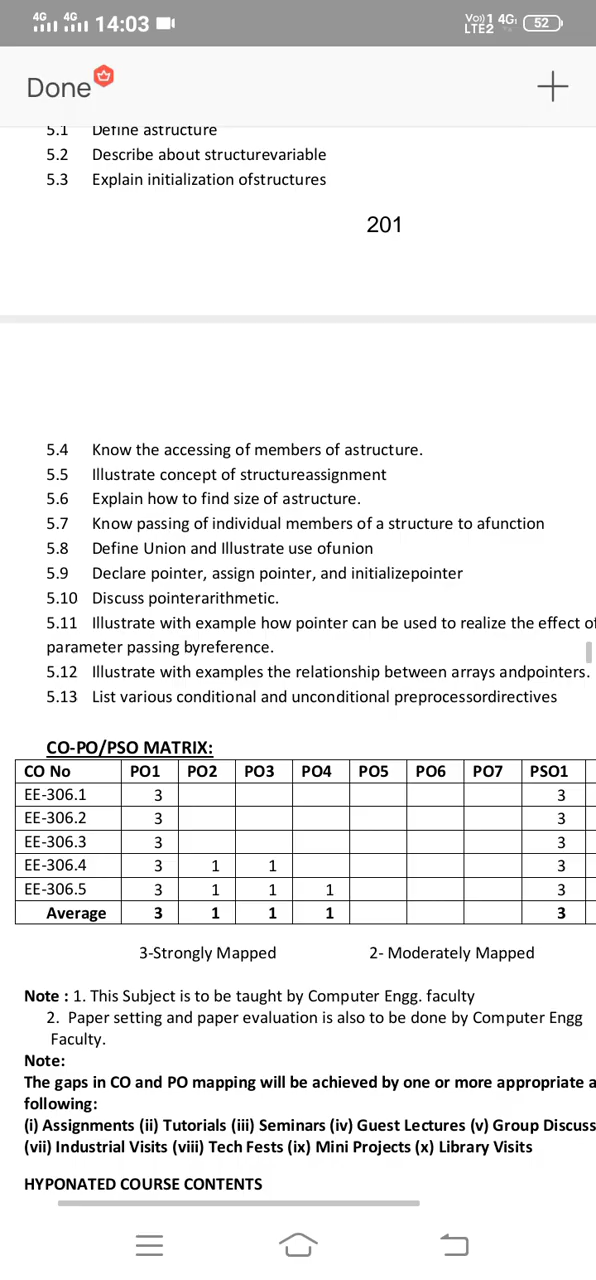 4G 4G 14:03 Vo)) 1 4G
LTE2 52
Done
5.1 Define astructure
5.2 Describe about structurevariable
5.3 Explain initialization ofstructures
201
5.4 Know the accessing of members of astructure.
5.5 Illustrate concept of structureassignment
5.6 Explain how to find size of astructure.
5.7 Know passing of individual members of a structure to afunction
5.8 Define Union and Illustrate use ofunion
5.9 Declare pointer, assign pointer, and initializepointer
5.10 Discuss pointerarithmetic.
5.11 Illustrate with example how pointer can be used to realize the effect of
parameter passing byreference.
5.12 Illustrate with examples the relationship between arrays andpointers.
5.13 List various conditional and unconditional preprocessordirectives
CO-PO/PSO MATRIX:
CO No PO1 PO2 PO3 PO4 PO5 PO6 PO7 PSO1
EE-306.1 3 3
EE-306.2 3 3
EE-306.3 3 3
EE-306.4 3 1 1 3
EE-306.5 3 1 1 1 3
Average 3 1 1 1 3
3-Strongly Mapped 2- Moderately Mapped
Note : 1. This Subject is to be taught by Computer Engg. faculty
2. Paper setting and paper evaluation is also to be done by Computer Engg
Faculty.
Note:
The gaps in CO and PO mapping will be achieved by one or more appropriate a
following:
(i) Assignments (ii) Tutorials (iii) Seminars (iv) Guest Lectures (v) Group Discuss
(vii) Industrial Visits (viii) Tech Fests (ix) Mini Projects (x) Library Visits
HYPONATED COURSE CONTENTS